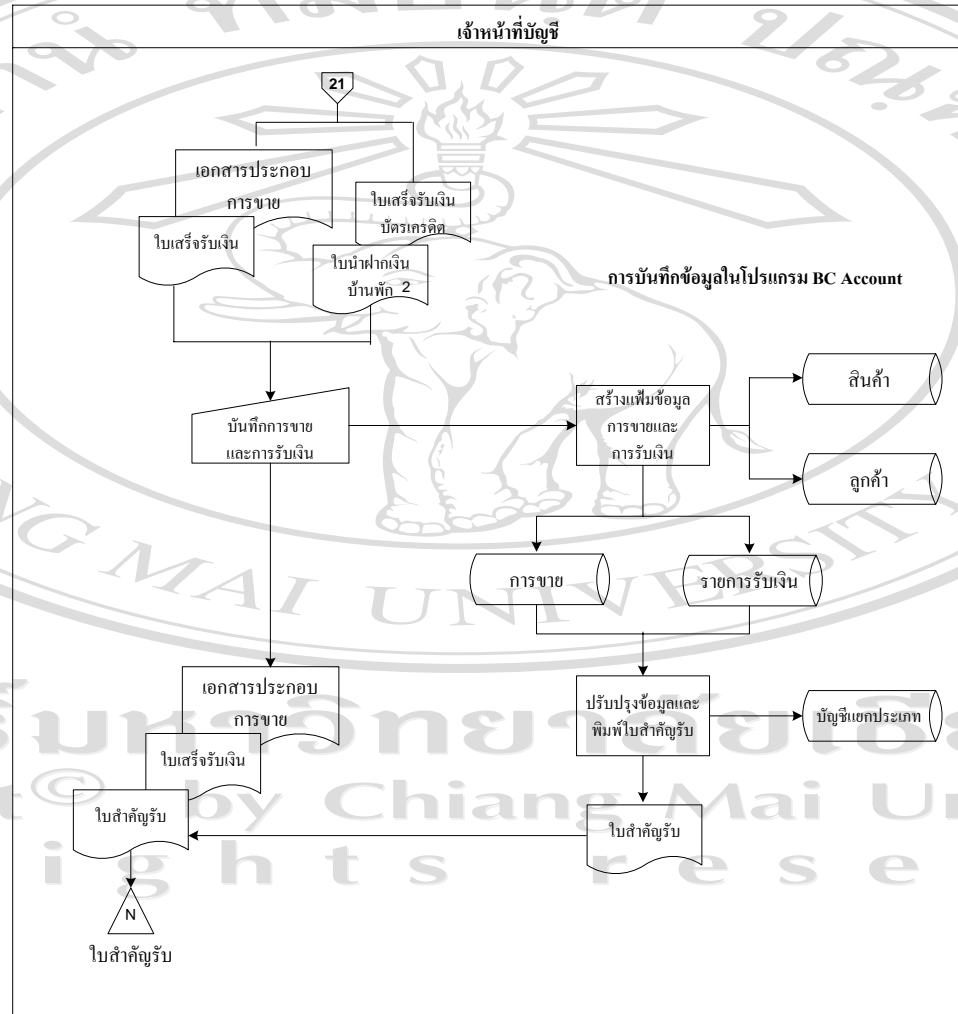 เจ้าหน้าที่บัญชี
21
เอกสารประกอบ
การขาย
ใบเสร็จรับเงิน
ใบเสร็จรับเงิน
บัตรเครดิต
ใบนำฝากเงิน
บ้านพัก 2
การบันทึกข้อมูลในโปรแกรม BC Account
บันทึกการขาย
และการรับเงิน
สร้างแฟ้มข้อมูล
การขายและ
การรับเงิน
สินค้า
ลูกค้า
การขาย
รายการรับเงิน
เอกสารประกอบ
การขาย
ใบเสร็จรับเงิน
ใบสำคัญรับ
ปรับปรุงข้อมูลและ
พิมพ์ใบสำคัญรับ
บัญชีแยกประเภท
ใบสำคัญรับ
N
ใบสำคัญรับ
NG MAI UNIVERSITY
t© by Chiang Mai Un
ights rese